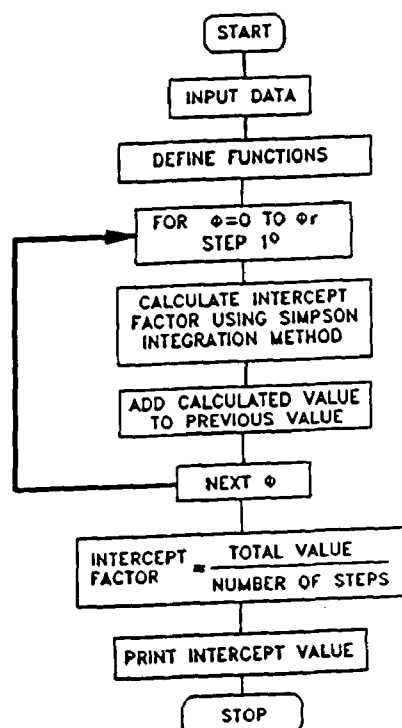 START
INPUT DATA
DEFINE FUNCTIONS
FOR Φ=0 TO Φr
STEP 1°
CALCULATE INTERCEPT
FACTOR USING SIMPSON
INTEGRATION METHOD
ADD CALCULATED VALUE
TO PREVIOUS VALUE
NEXT Φ
INTERCEPT FACTOR = TOTAL VALUE / NUMBER OF STEPS
PRINT INTERCEPT VALUE
STOP